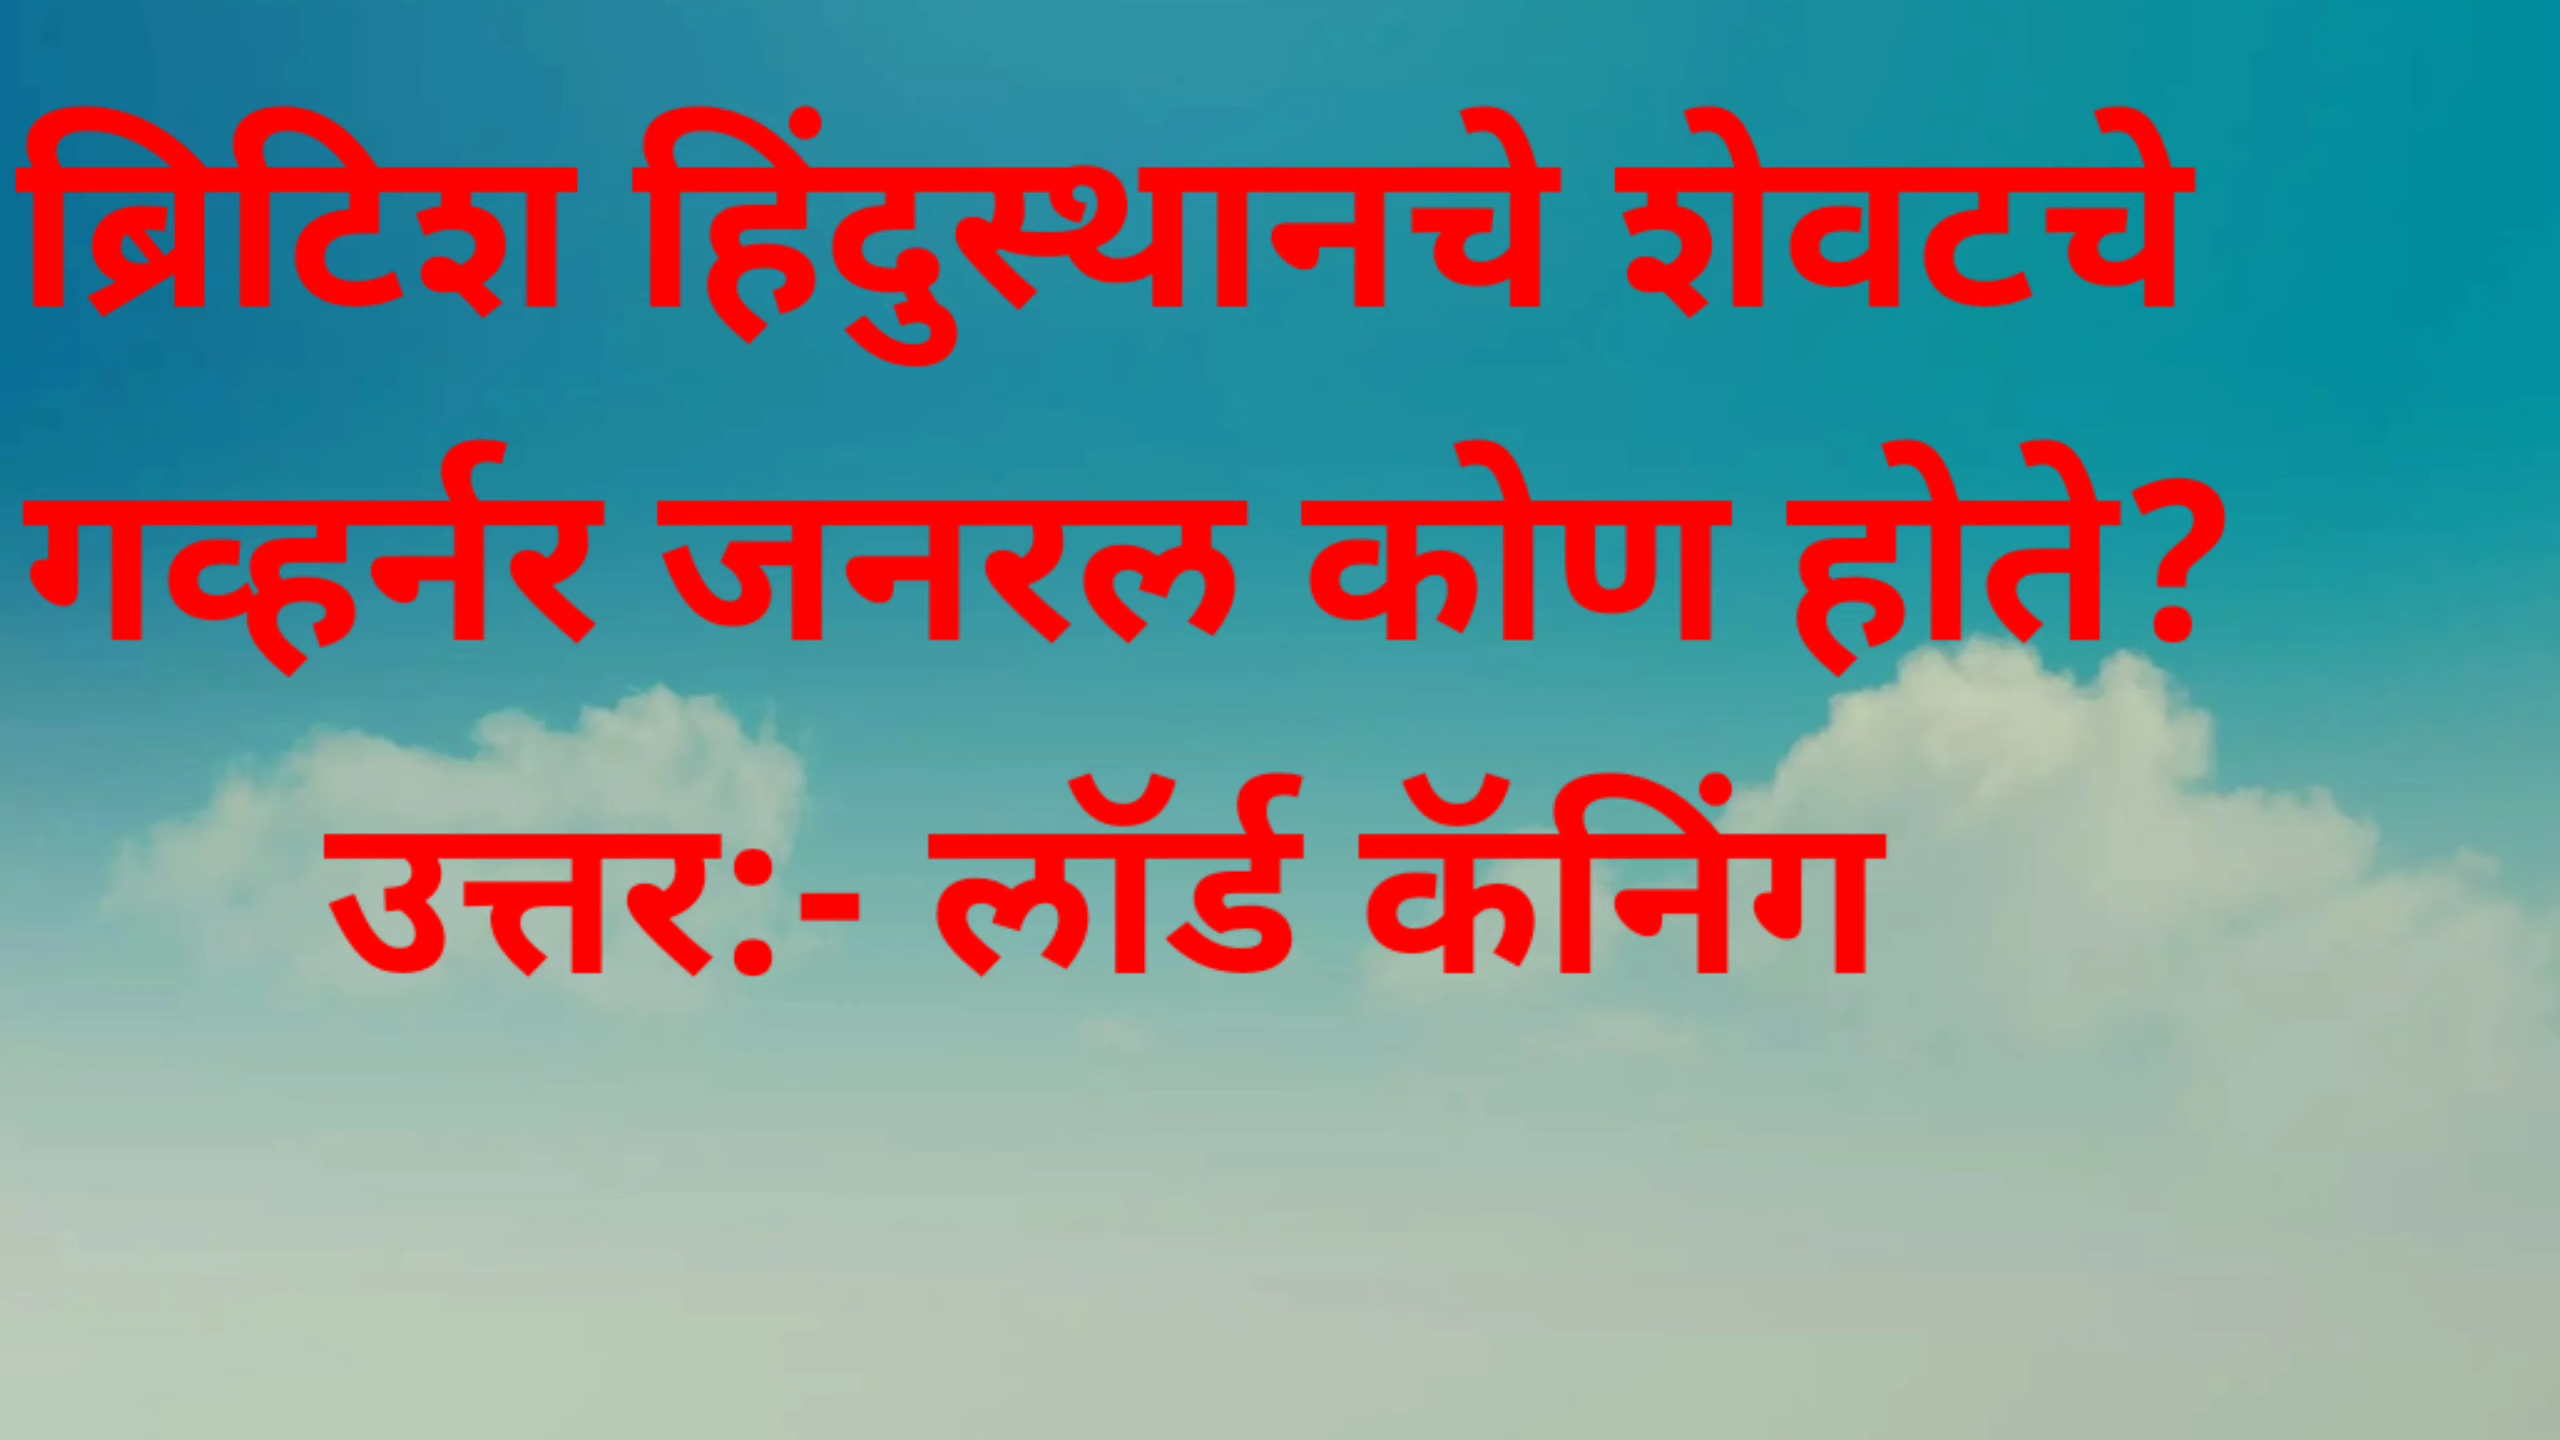 ब्रिटिश हिंदुस्थानचे शेवटचे
गव्हर्नर जनरल कोण होते?
उत्तर:- लॉर्ड कॅनिंग